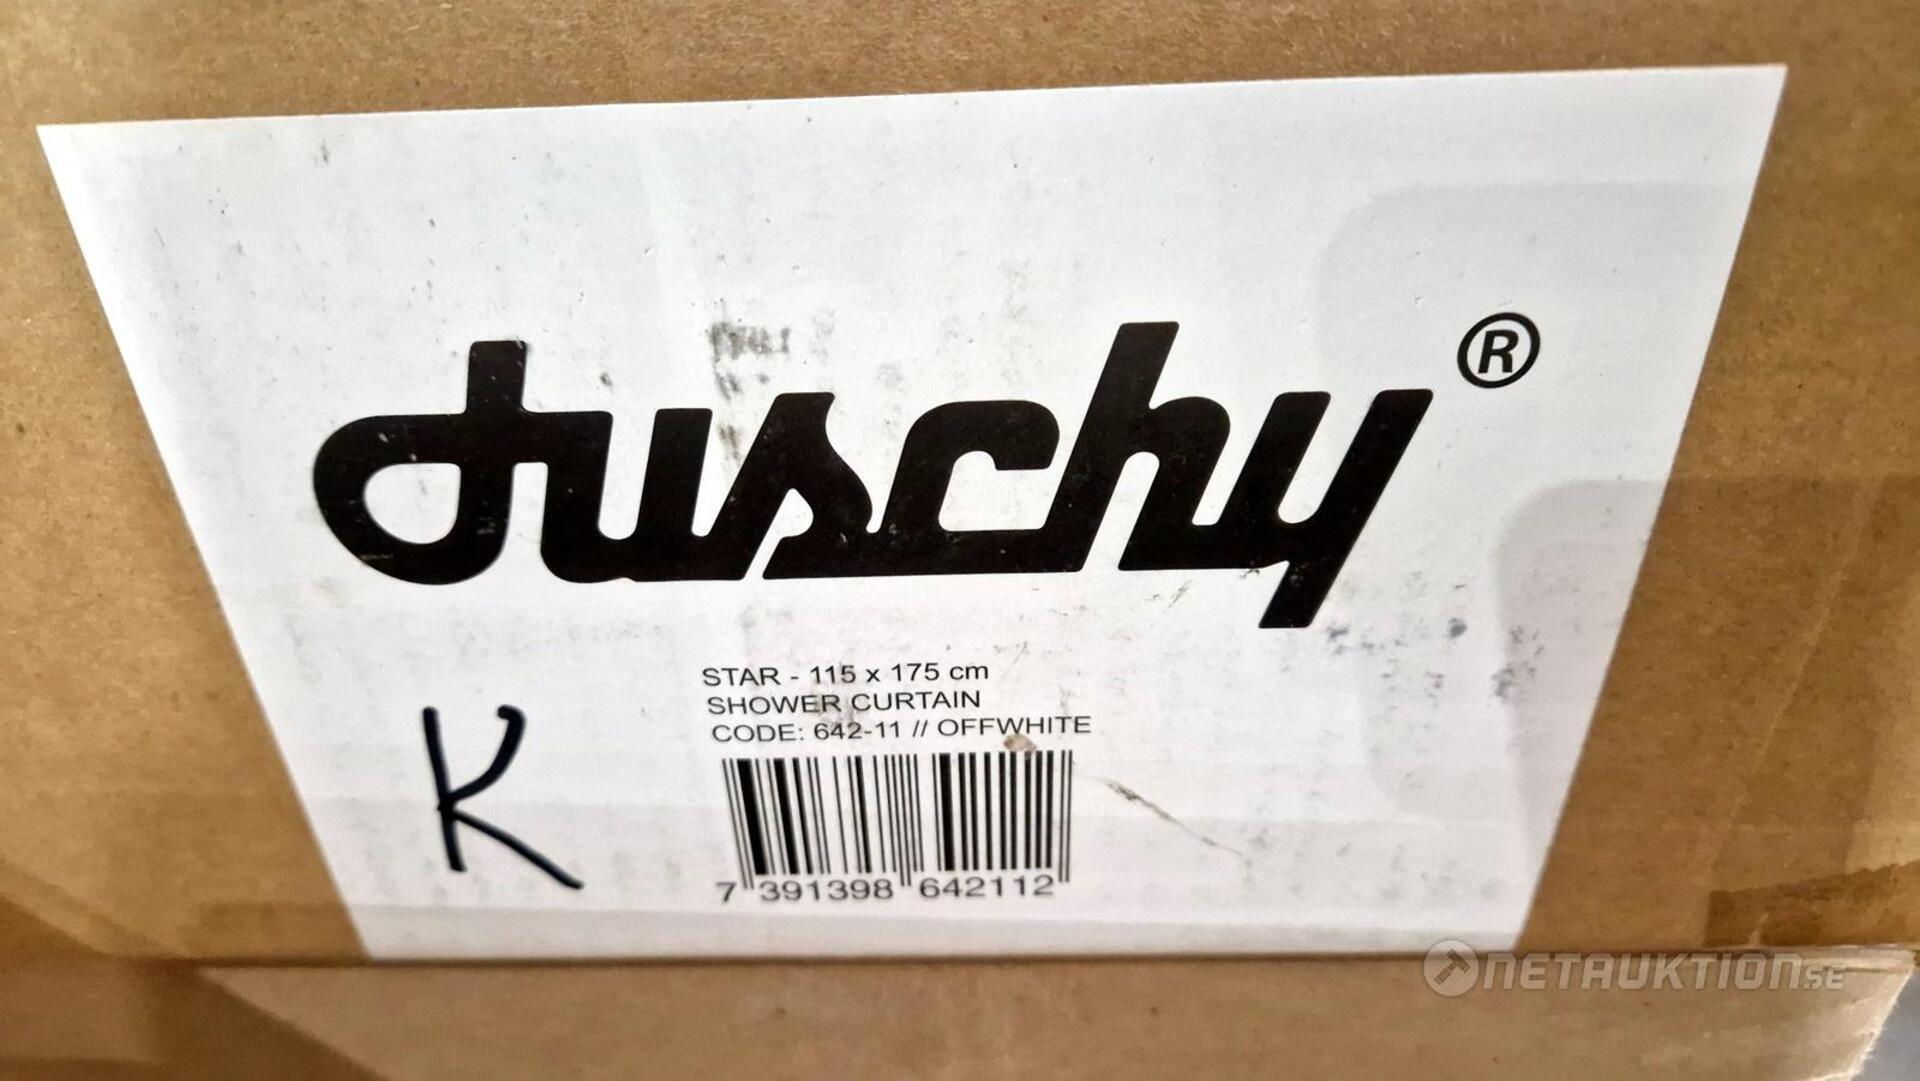 duschy®
STAR - 115 x 175 cm
SHOWER CURTAIN
CODE: 642-11 // OFFWHITE
K
7 391398 642112
NETAUKTION.SE